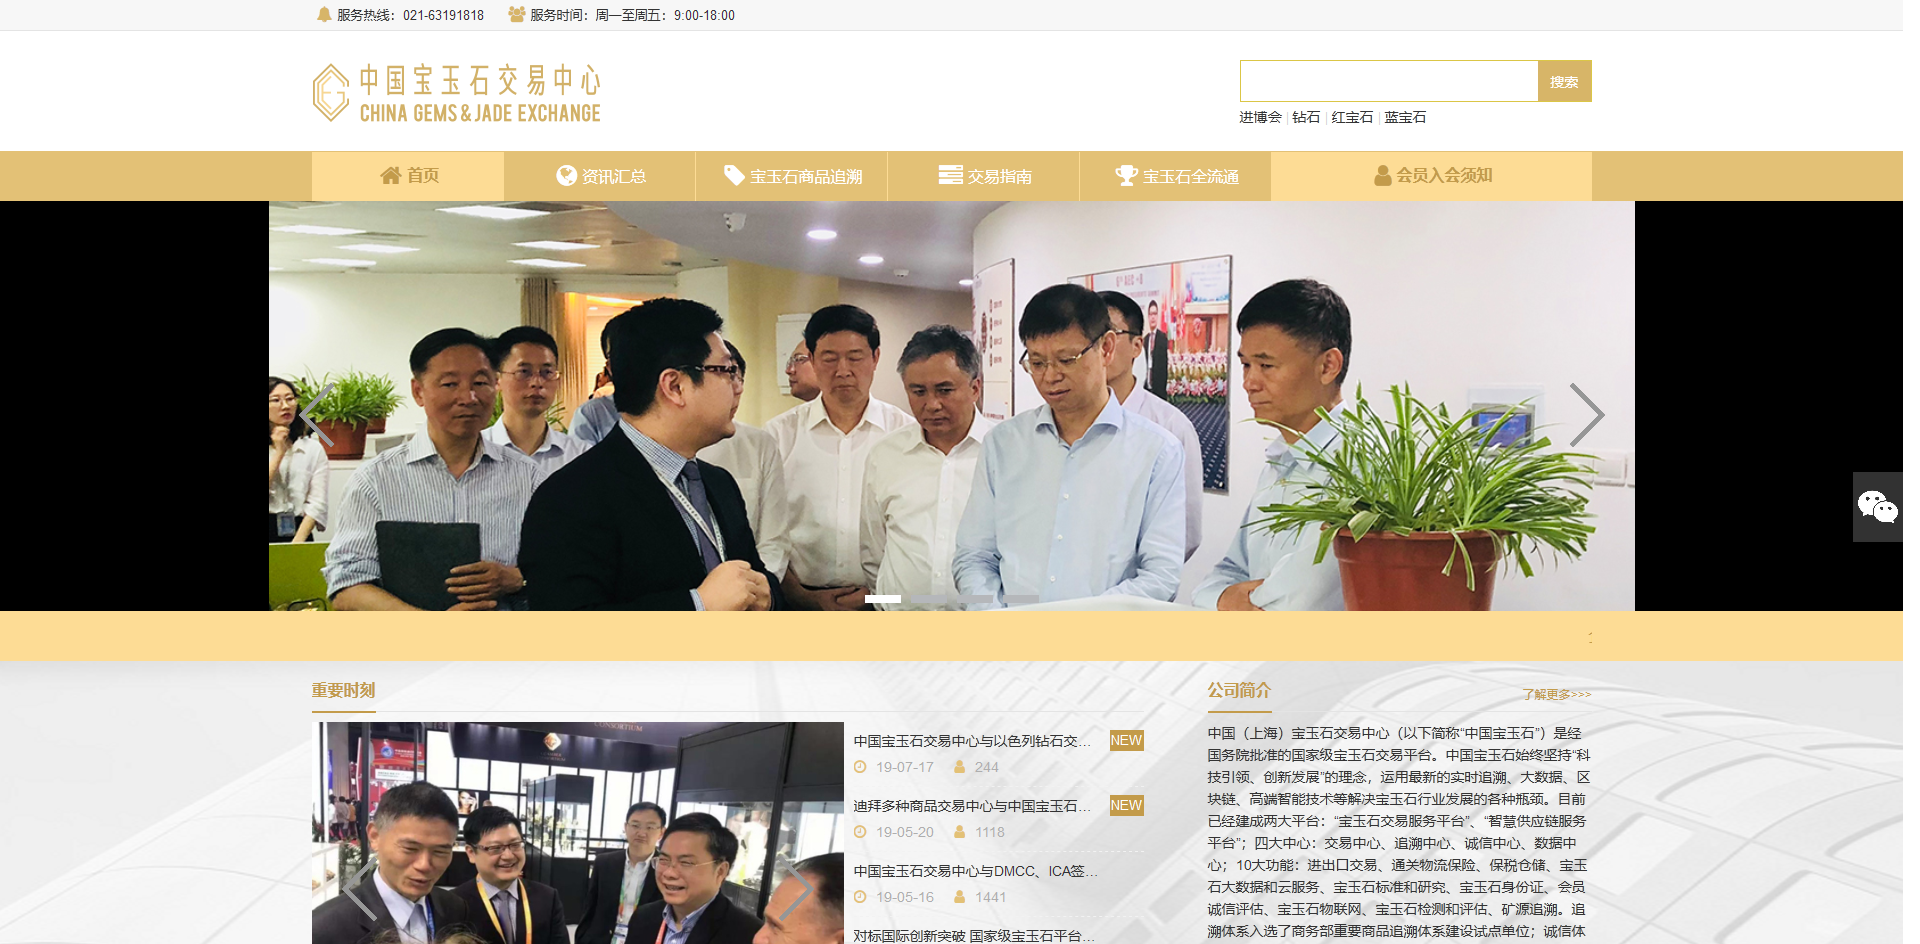 服务热线：021-63191818 服务时间：周一至周五：9:00-18:00
中国宝玉石交易中心
CHINA GEMS & JADE EXCHANGE
搜索
进博会 | 钻石 | 红宝石 | 蓝宝石
首页 资讯汇总 宝玉石商品追溯 交易指南 宝玉石全流通 会员入会须知
重要时刻
CONSORTIUM
中国宝玉石交易中心与以色列钻石交... NEW
19-07-17 244
迪拜多种商品交易中心与中国宝玉石... NEW
19-05-20 1118
中国宝玉石交易中心与DMCC、ICA签...
19-05-16 1441
对标国际创新突破 国家级宝玉石平台...
公司简介 了解更多>>>
中国（上海）宝玉石交易中心（以下简称“中国宝玉石”）是经
国务院批准的国家级宝玉石交易平台。中国宝玉石始终坚持“科
技引领、创新发展”的理念，运用最新的实时追溯、大数据、区
块链、高端智能技术等解决宝玉石行业发展的各种瓶颈。目前
已经建成两大平台：“宝玉石交易服务平台”、“智慧供应链服务
平台”；四大中心：交易中心、追溯中心、诚信中心、数据中
心；10大功能：进出口交易、通关物流保险、保税仓储、宝玉
石大数据和云服务、宝玉石标准和研究、宝玉石身份证、会员
诚信评估、宝玉石物联网、宝玉石检测和评估、矿源追溯。追
溯体系入选了商务部重要商品追溯体系建设试点单位；诚信体